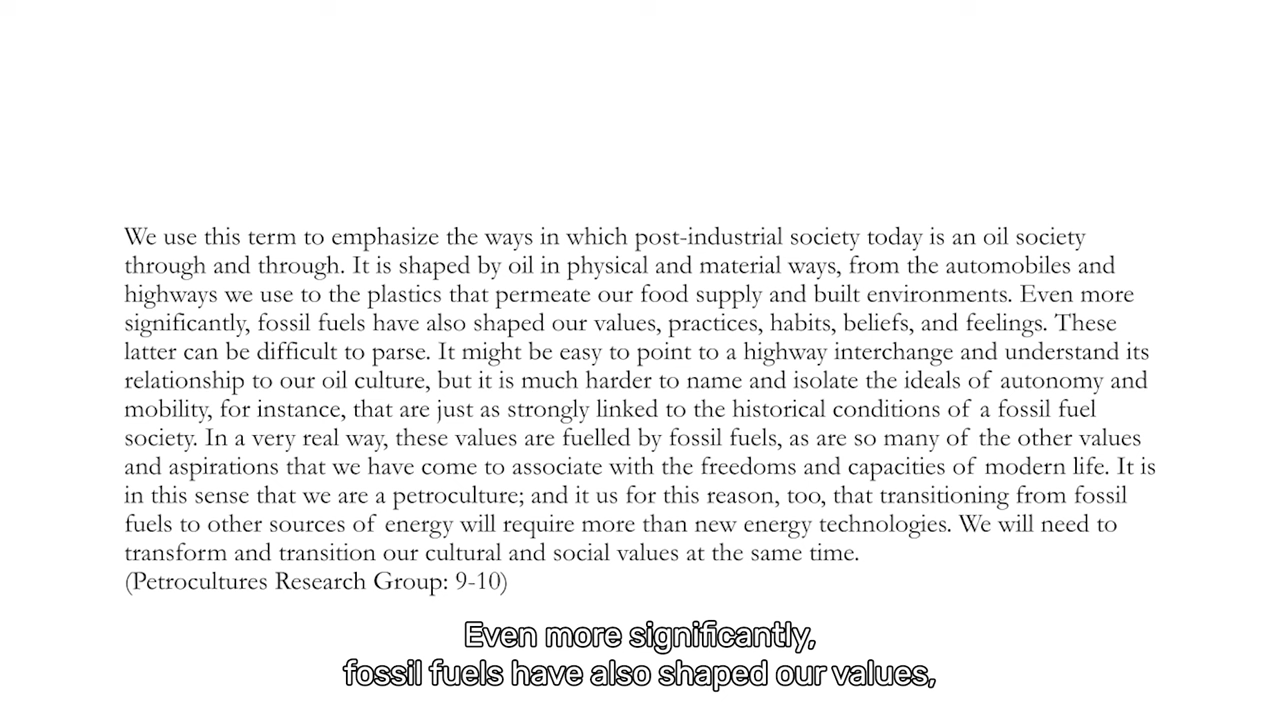 We use this term to emphasize the ways in which post-industrial society today is an oil society
through and through. It is shaped by oil in physical and material ways, from the automobiles and
highways we use to the plastics that permeate our food supply and built environments. Even more
significantly, fossil fuels have also shaped our values, practices, habits, beliefs, and feelings. These
latter can be difficult to parse. It might be easy to point to a highway interchange and understand its
relationship to our oil culture, but it is much harder to name and isolate the ideals of autonomy and
mobility, for instance, that are just as strongly linked to the historical conditions of a fossil fuel
society. In a very real way, these values are fuelled by fossil fuels, as are so many of the other values
and aspirations that we have come to associate with the freedoms and capacities of modern life. It is
in this sense that we are a petroculture; and it us for this reason, too, that transitioning from fossil
fuels to other sources of energy will require more than new energy technologies. We will need to
transform and transition our cultural and social values at the same time.
(Petrocultures Research Group: 9-10)
Even more significantly,
fossil fuels have also shaped our values,